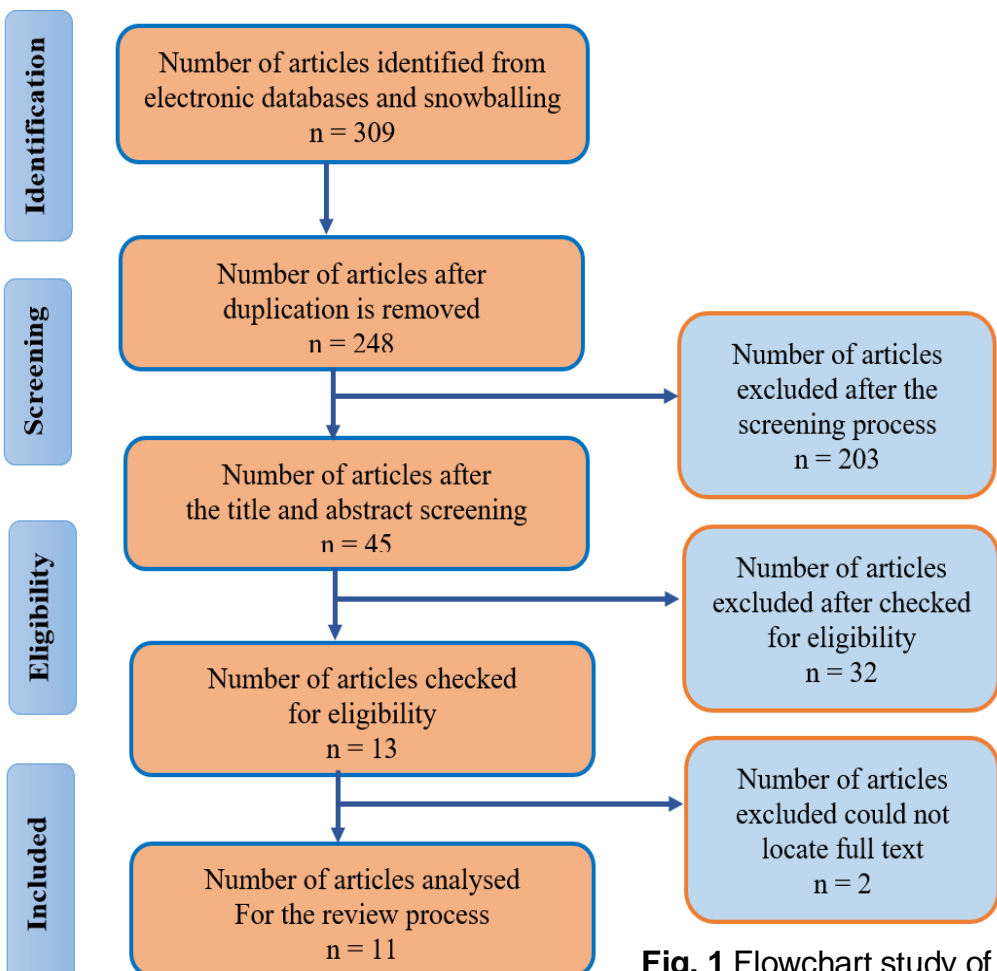 Identification
Number of articles identified from
electronic databases and snowballing
n = 309
Screening
Number of articles after
duplication is removed
n = 248
Number of articles
excluded after the
screening process
n = 203
Number of articles after
the title and abstract screening
n = 45
Eligibility
Number of articles
excluded after checked
for eligibility
n = 32
Number of articles checked
for eligibility
n = 13
Included
Number of articles
excluded could not
locate full text
n = 2
Number of articles analysed
For the review process
n = 11
Fig. 1 Flowchart study of